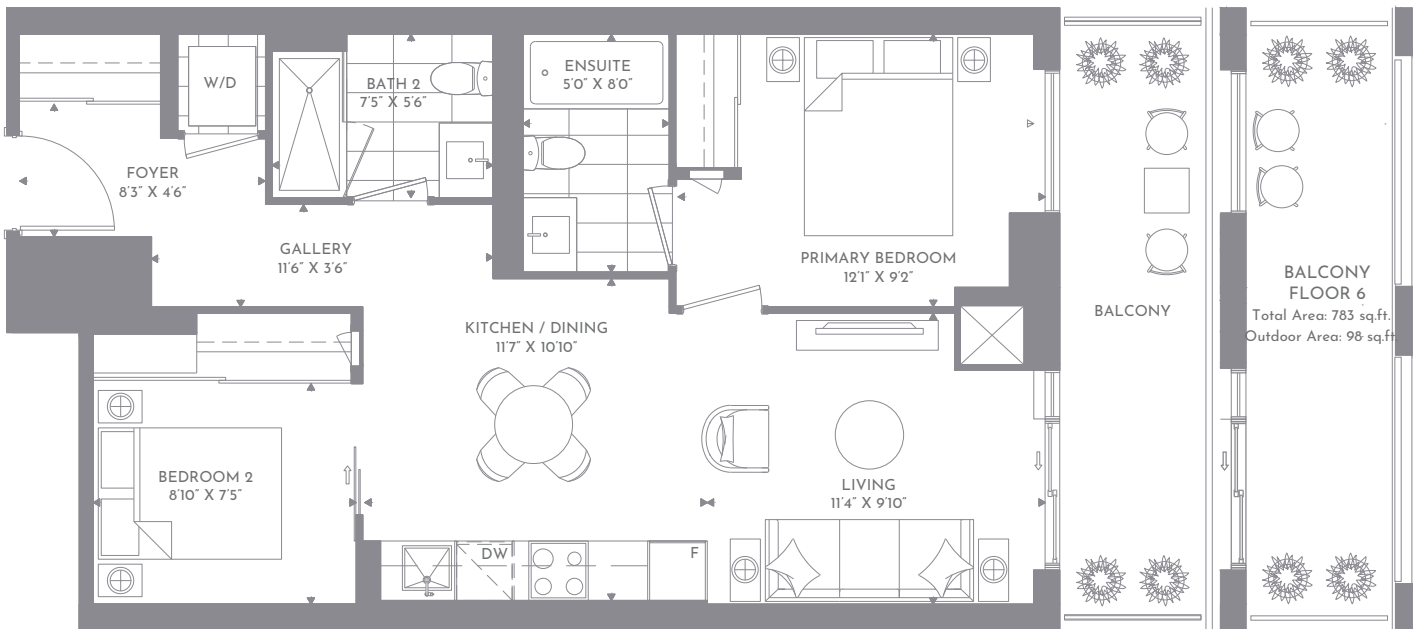 W/D
BATH 2
7'5" X 5'6"
ENSUITE
5'0" X 8'0"
FOYER
8'3" X 4'6"
GALLERY
11'6" X 3'6"
PRIMARY BEDROOM
12'1" X 9'2"
BALCONY
BALCONY
FLOOR 6
Total Area: 783 sq.ft.
Outdoor Area: 98 sq.ft
KITCHEN / DINING
11'7" X 10'10"
BEDROOM 2
8'10" X 7'5"
LIVING
11'4" X 9'10"
DW
F